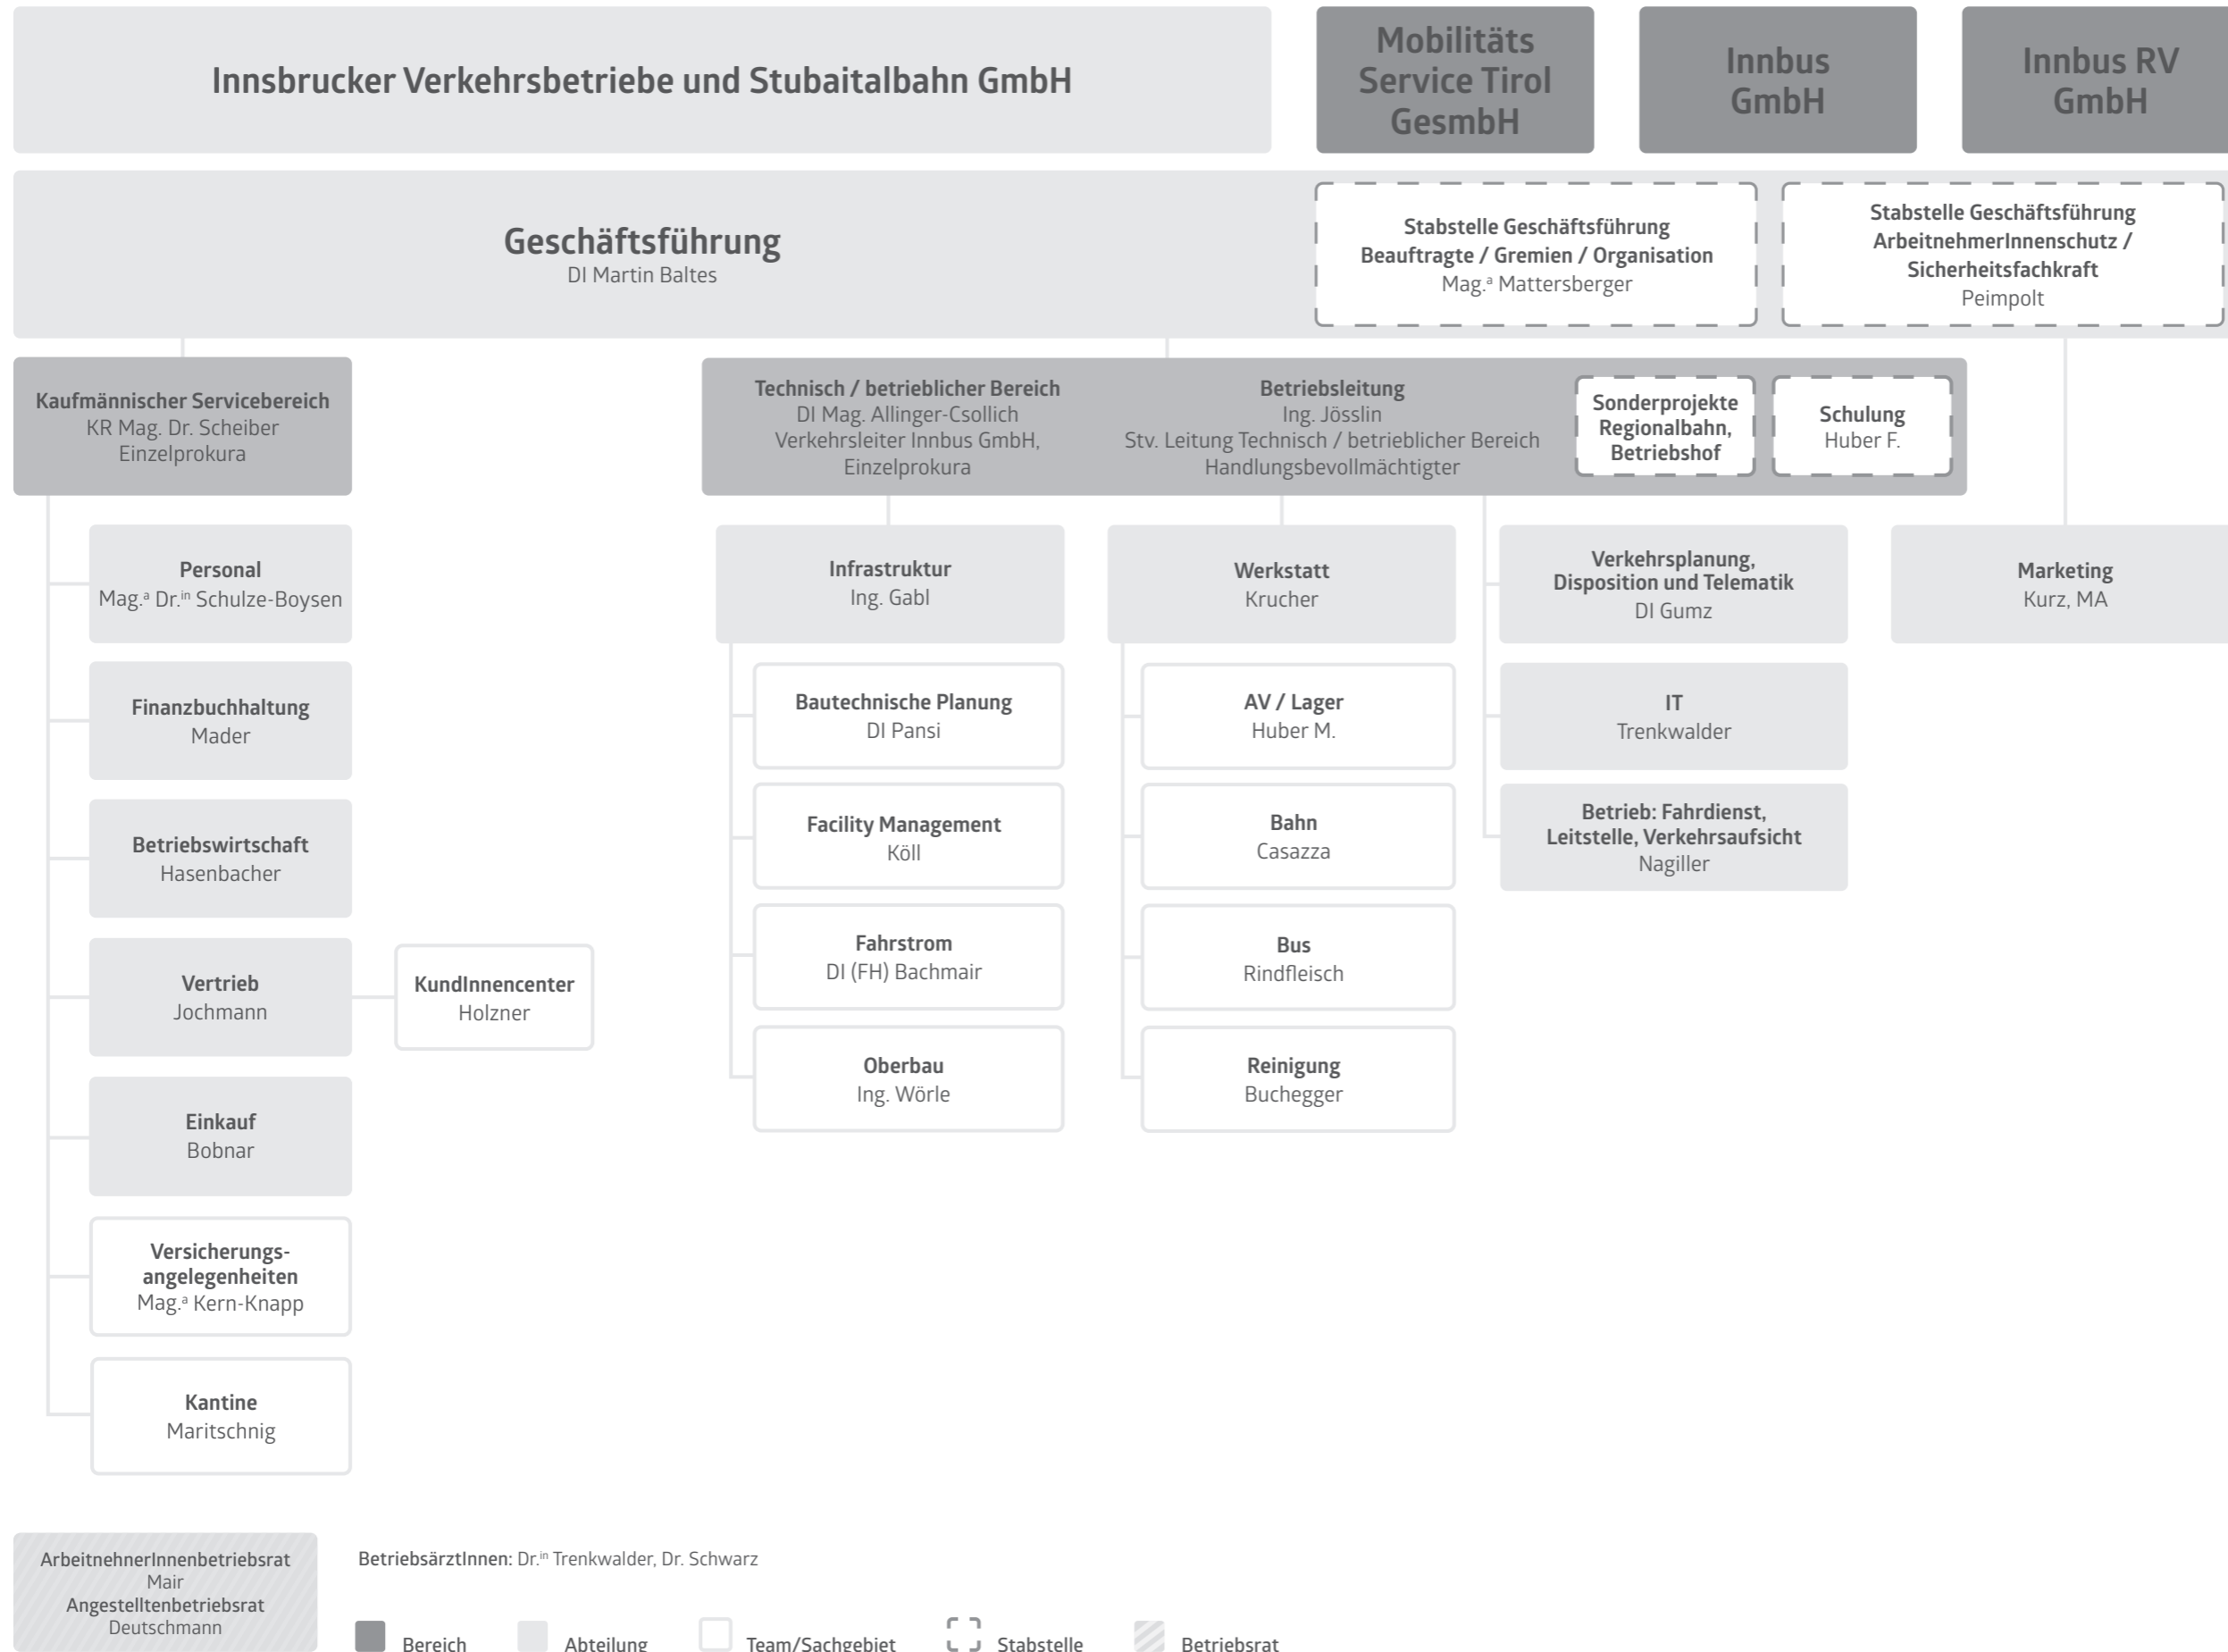 Innsbrucker Verkehrsbetriebe und Stubaitalbahn GmbH
Mobilitäts
Service Tirol
GesmbH
Innbus
GmbH
Innbus RV
GmbH
Geschäftsführung
DI Martin Baltes
Stabstelle Geschäftsführung
Beauftragte / Gremien / Organisation
Mag.ª Mattersberger
Stabstelle Geschäftsführung
ArbeitnehmerInnenschutz /
Sicherheitsfachkraft
Peimpolt
Kaufmännischer Servicebereich
KR Mag. Dr. Scheiber
Einzelprokura
Technisch / betrieblicher Bereich
DI Mag. Allinger-Csollich
Verkehrsleiter Innbus GmbH,
Einzelprokura
Betriebsleitung
Ing. Jösslin
Stv. Leitung Technisch / betrieblicher Bereich
Handlungsbevollmächtigter
Sonderprojekte
Regionalbahn,
Betriebshof
Schulung
Huber F.
Personal
Mag.ª Dr.ⁱⁿ Schulze-Boysen
Finanzbuchhaltung
Mader
Betriebswirtschaft
Hasenbacher
Vertrieb
Jochmann
KundInnencenter
Holzner
Einkauf
Bobnar
Versicherungs-
angelegenheiten
Mag.ª Kern-Knapp
Kantine
Maritschnig
Infrastruktur
Ing. Gabl
Bautechnische Planung
DI Pansi
Facility Management
Köll
Fahrstrom
DI (FH) Bachmair
Oberbau
Ing. Wörle
Werkstatt
Krucher
AV / Lager
Huber M.
Bahn
Casazza
Bus
Rindfleisch
Reinigung
Buchegger
Verkehrsplanung,
Disposition und Telematik
DI Gumz
IT
Trenkwalder
Betrieb: Fahrdienst,
Leitstelle, Verkehrsaufsicht
Nagiller
Marketing
Kurz, MA
ArbeitnehnerInnenbetriebsrat
Mair
Angestelltenbetriebsrat
Deutschmann
BetriebsärztInnen: Dr.ⁱⁿ Trenkwalder, Dr. Schwarz
Bereich
Abteilung
Team/Sachgebiet
Stabstelle
Betriebsrat